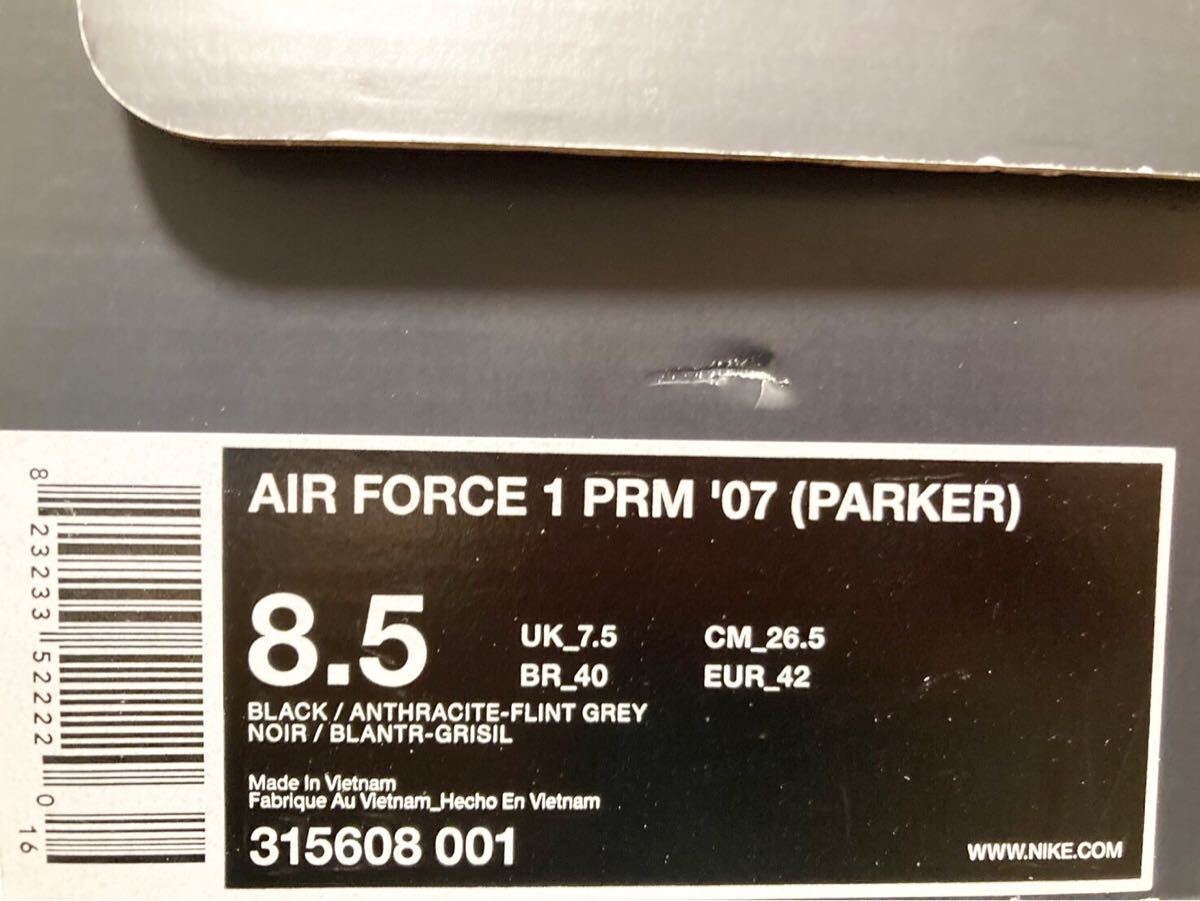 AIR FORCE 1 PRM '07 (PARKER)
8.5
UK_7.5 CM_26.5
BR_40 EUR_42
BLACK / ANTHRACITE-FLINT GREY
NOIR / BLANTR-GRISIL
Made In Vietnam
Fabrique Au Vietnam_Hecho En Vietnam
315608 001
WWW.NIKE.COM
8 23233 52222 0 16